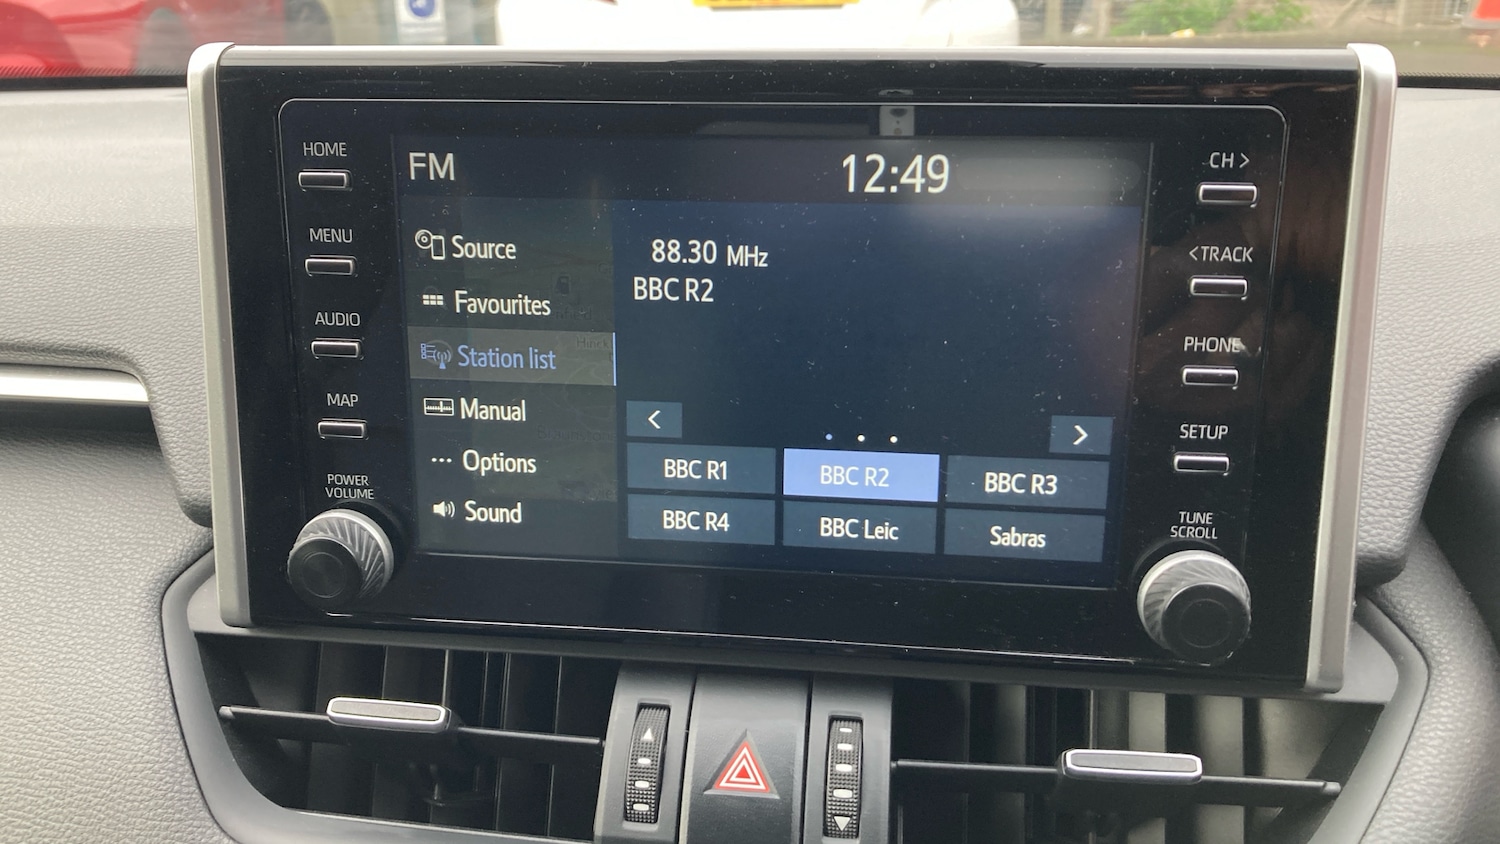 HOME
MENU
AUDIO
MAP
POWER
VOLUME
FM
12:49
Source
Favourites
Station list
Manual
Options
Sound
88.30 MHz
BBC R2
BBC R1
BBC R2
BBC R3
BBC R4
BBC Leic
Sabras
CH >
< TRACK
PHONE
SETUP
TUNE
SCROLL